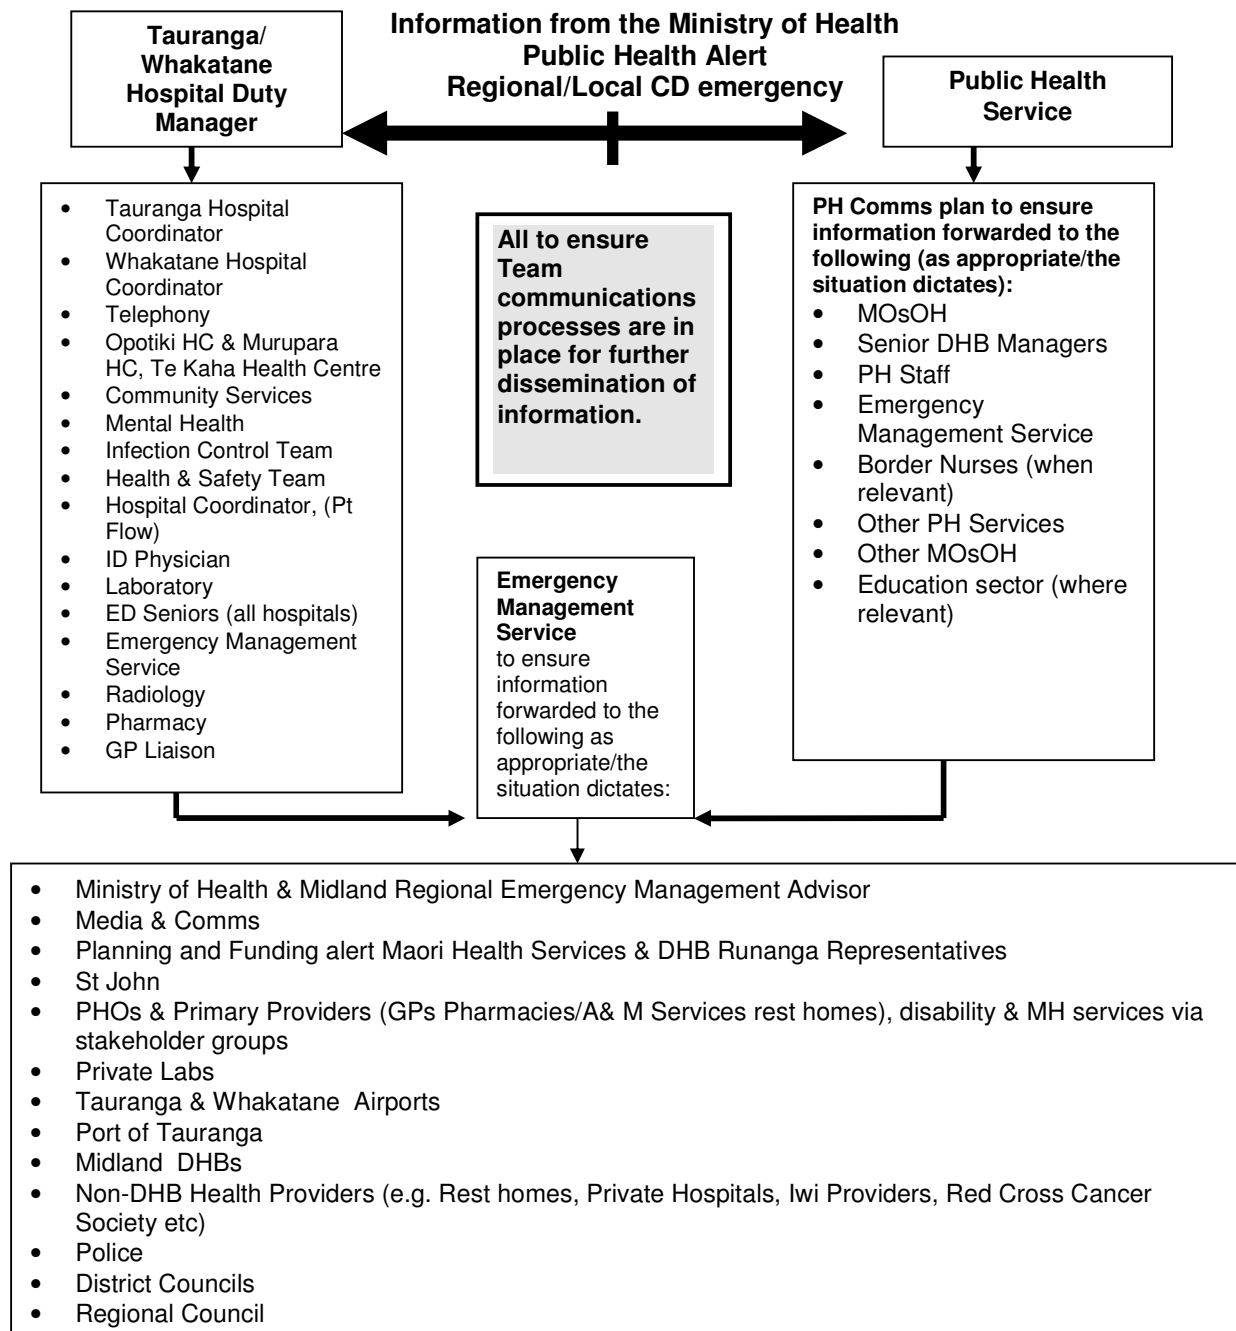 Information from the Ministry of Health
Public Health Alert
Regional/Local CD emergency
Tauranga/
Whakatane
Hospital Duty
Manager
Public Health
Service
• Tauranga Hospital
Coordinator
• Whakatane Hospital
Coordinator
• Telephony
• Opotiki HC & Murupara
HC, Te Kaha Health Centre
• Community Services
• Mental Health
• Infection Control Team
• Health & Safety Team
• Hospital Coordinator, (Pt
Flow)
• ID Physician
• Laboratory
• ED Seniors (all hospitals)
• Emergency Management
Service
• Radiology
• Pharmacy
• GP Liaison
All to ensure
Team
communications
processes are in
place for further
dissemination of
information.
PH Comms plan to ensure
information forwarded to the
following (as appropriate/the
situation dictates):
• MOsOH
• Senior DHB Managers
• PH Staff
• Emergency
Management Service
• Border Nurses (when
relevant)
• Other PH Services
• Other MOsOH
• Education sector (where
relevant)
Emergency
Management
Service
to ensure
information
forwarded to the
following as
appropriate/the
situation dictates:
• Ministry of Health & Midland Regional Emergency Management Advisor
• Media & Comms
• Planning and Funding alert Maori Health Services & DHB Runanga Representatives
• St John
• PHOs & Primary Providers (GPs Pharmacies/A& M Services rest homes), disability & MH services via
stakeholder groups
• Private Labs
• Tauranga & Whakatane Airports
• Port of Tauranga
• Midland DHBs
• Non-DHB Health Providers (e.g. Rest homes, Private Hospitals, Iwi Providers, Red Cross Cancer
Society etc)
• Police
• District Councils
• Regional Council